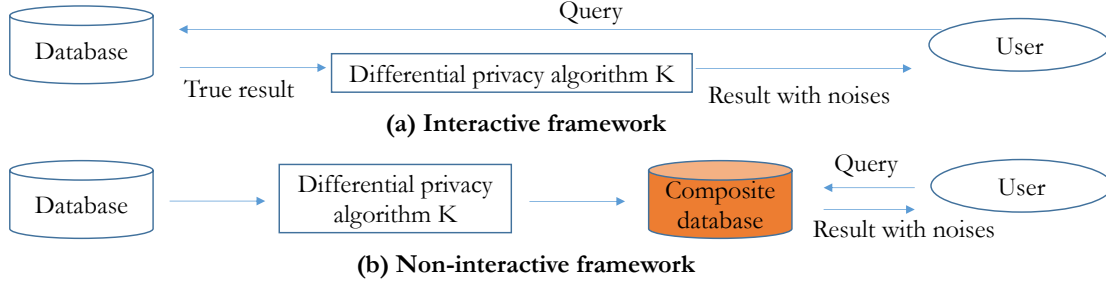 Query
Database
User
Differential privacy algorithm K
True result
Result with noises
(a) Interactive framework
Database
Differential privacy
algorithm K
Composite
database
Query
User
Result with noises
(b) Non-interactive framework